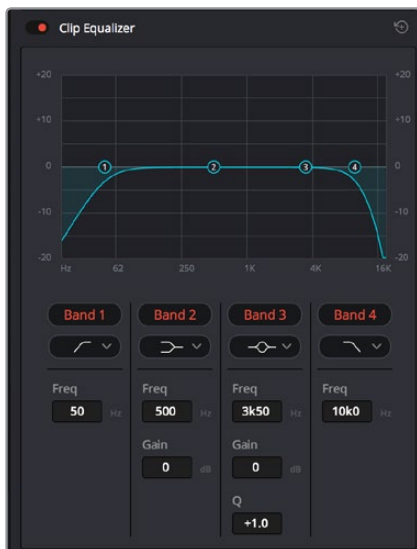 Clip Equalizer
+20 +20
+10 +10
0 0
-10 -10
-20 -20
Hz 62 250 1K 4K 16K
Band 1 Band 2 Band 3 Band 4
Freq Freq Freq Freq
50 Hz 500 Hz 3k50 Hz 10k0 Hz
Gain Gain
0 dB 0 dB
Q
+1.0
1 2 3 4